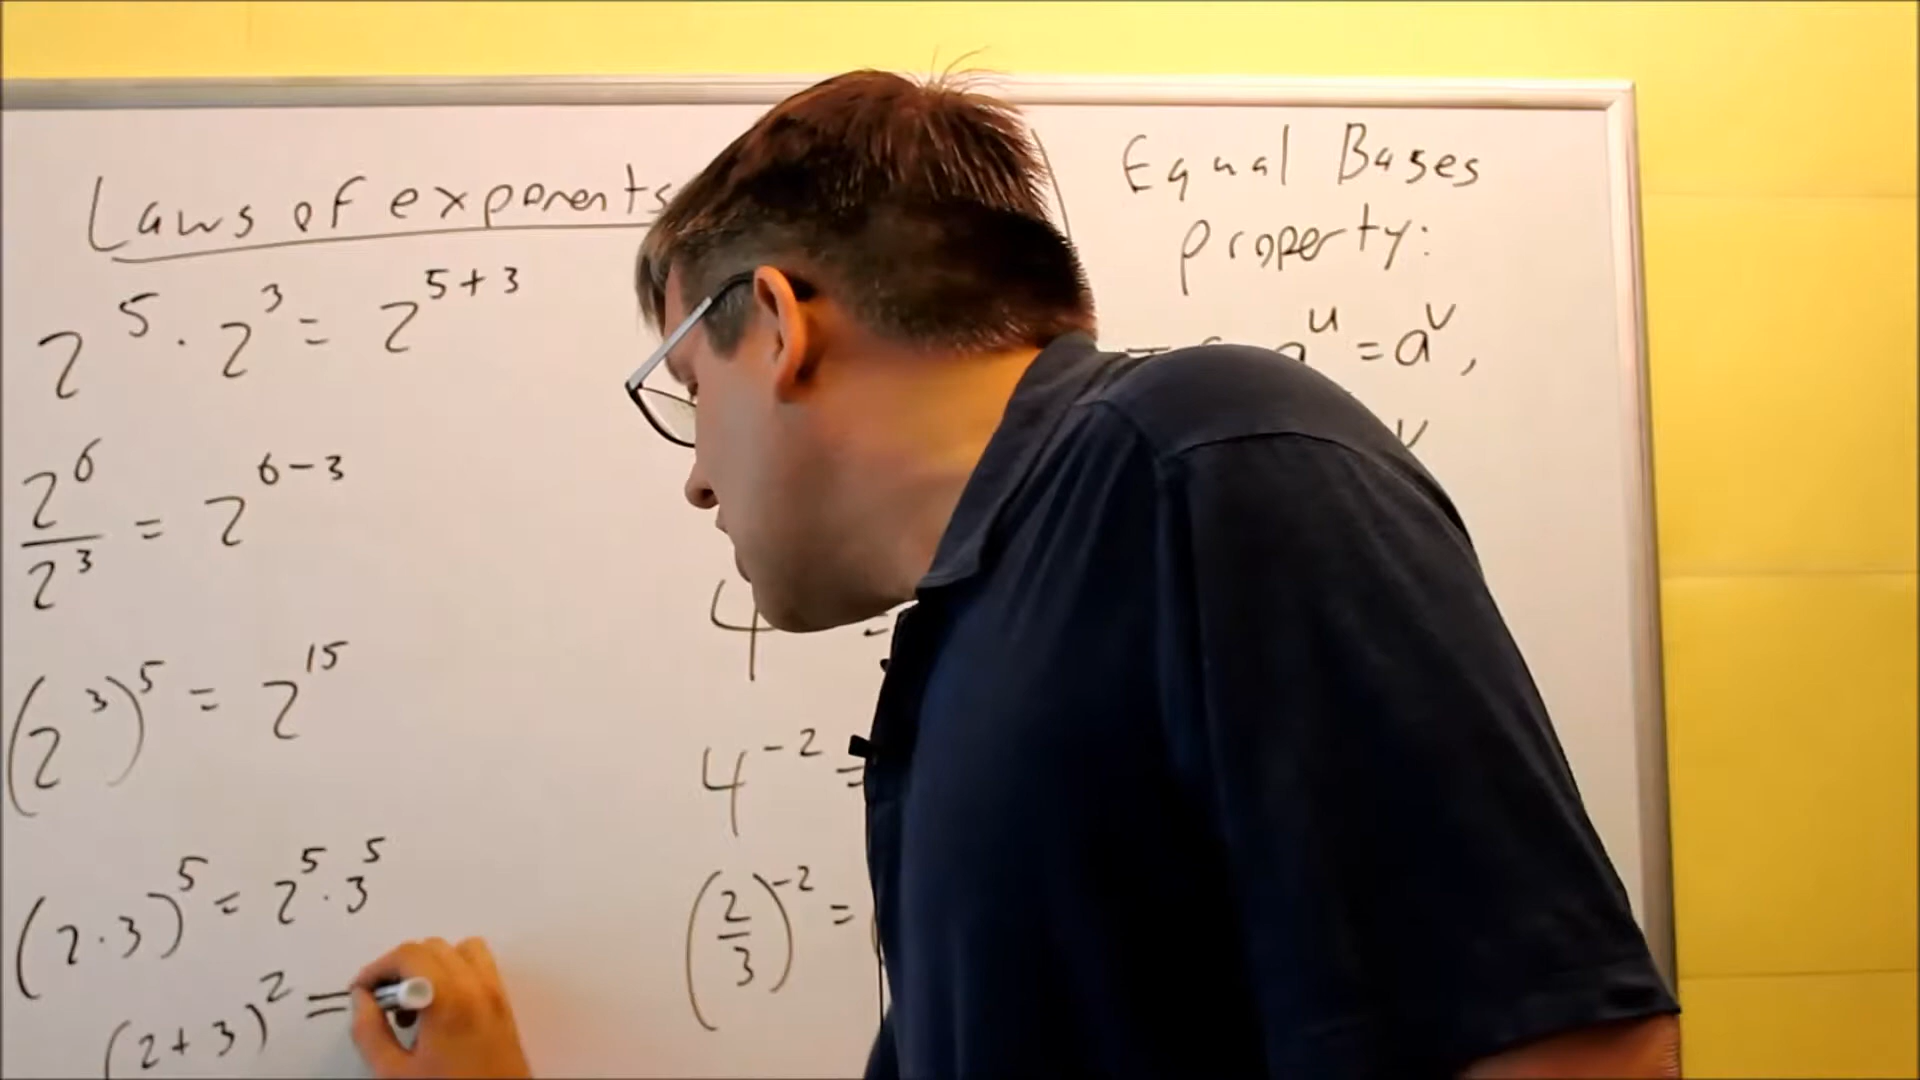 Laws of exponents
2^5 · 2^3 = 2^{5+3}
2^6/2^3 = 2^{6-3}
(2^3)^5 = 2^{15}
(2·3)^5 = 2^5·3^5
(2+3)^2 =
4 =
4^{-2} =
(2/3)^{-2} =
Equal Bases
property:
a^u = a^v,
v